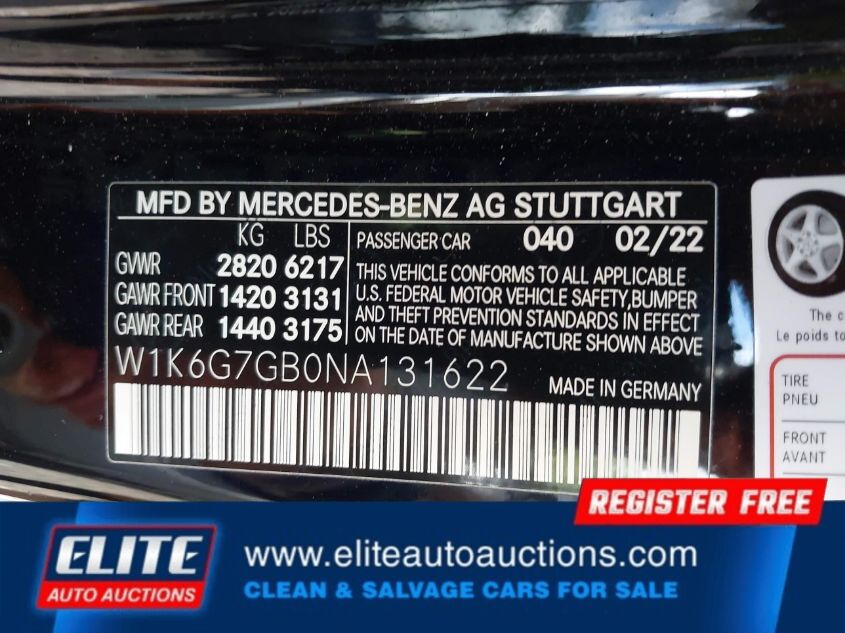 MFD BY MERCEDES-BENZ AG STUTTGART
KG LBS
GVWR 2820 6217
GAWR FRONT 1420 3131
GAWR REAR 1440 3175
PASSENGER CAR 040 02/22
THIS VEHICLE CONFORMS TO ALL APPLICABLE
U.S. FEDERAL MOTOR VEHICLE SAFETY,BUMPER
AND THEFT PREVENTION STANDARDS IN EFFECT
ON THE DATE OF MANUFACTURE SHOWN ABOVE
W1K6G7GB0NA131622
MADE IN GERMANY
The c
Le poids to
TIRE
PNEU
FRONT
AVANT
REGISTER FREE
ELITE
AUTO AUCTIONS
www.eliteautoauctions.com
CLEAN & SALVAGE CARS FOR SALE